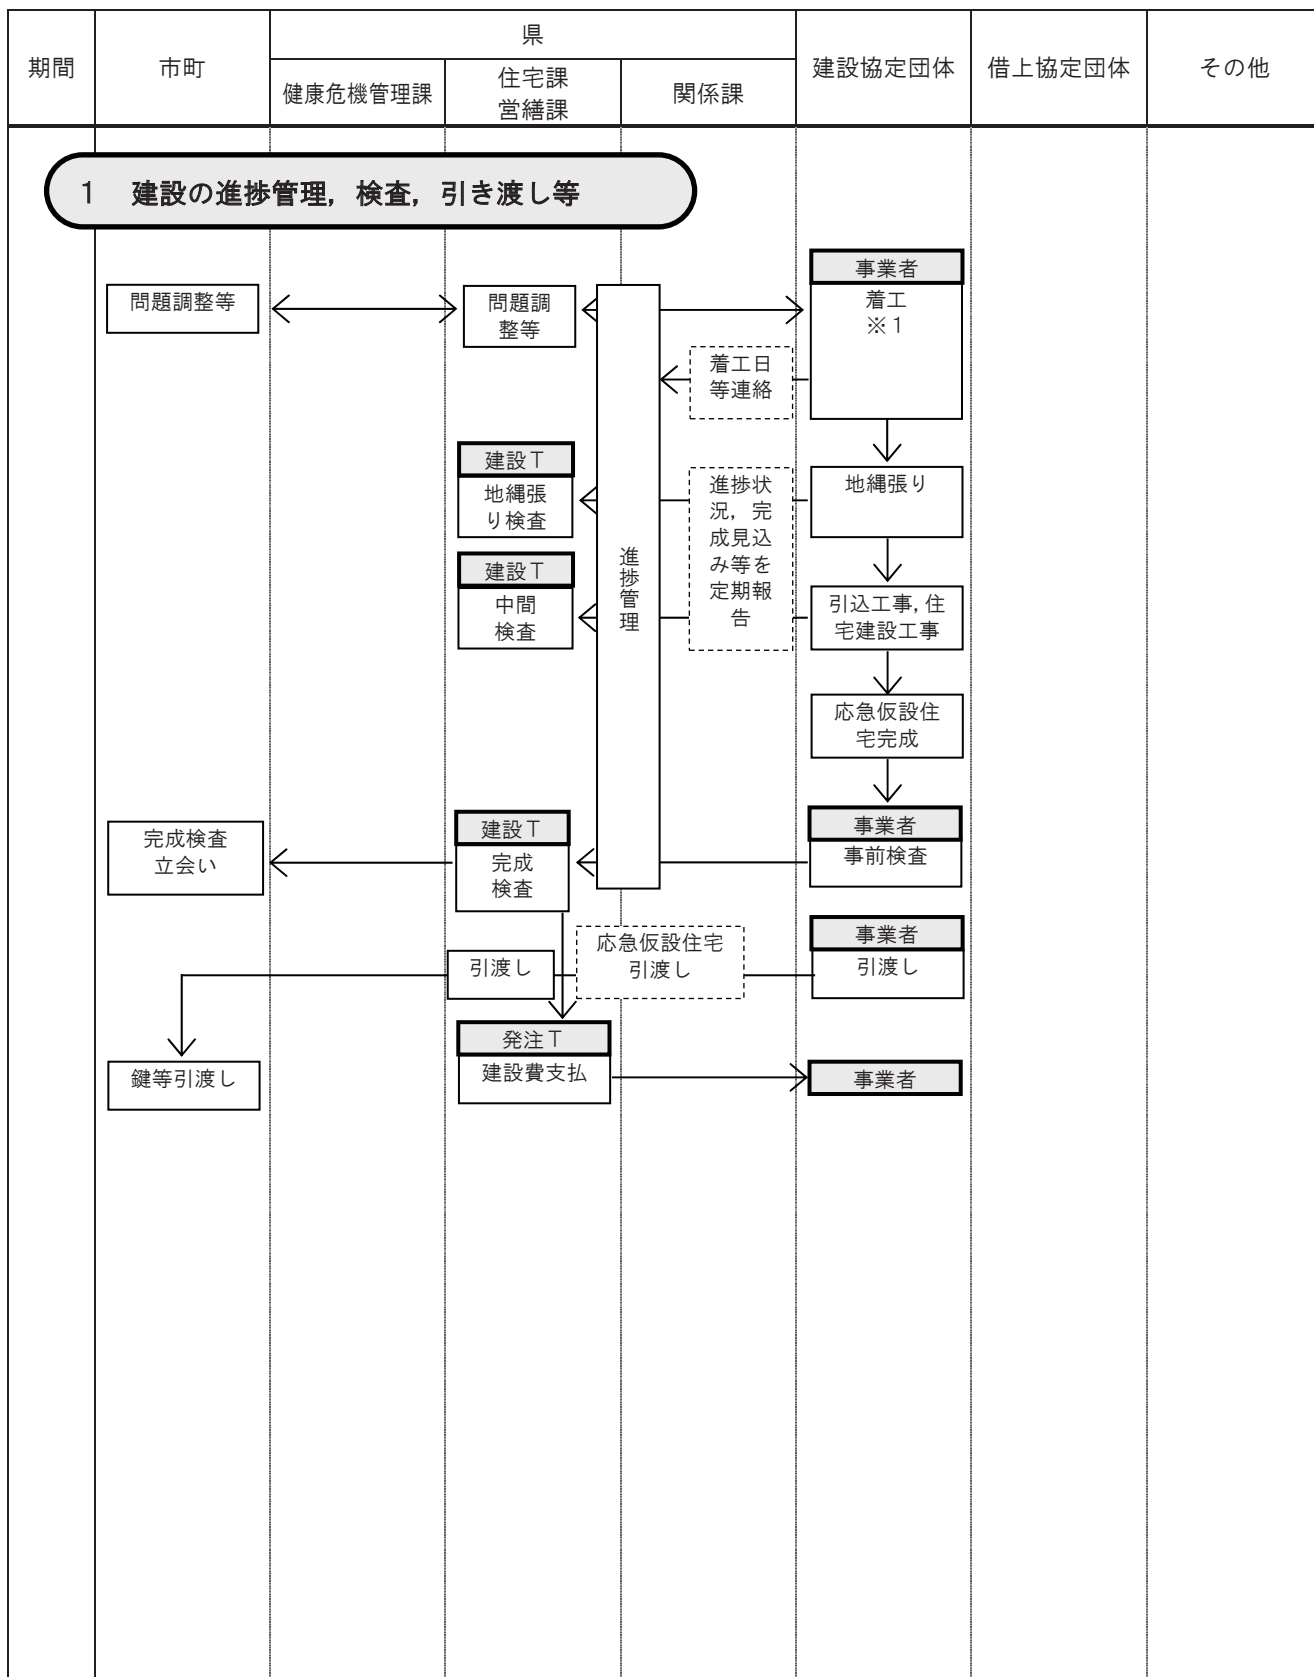 県
期間
市町
健康危機管理課
住宅課
営繕課
関係課
建設協定団体
借上協定団体
その他
1 建設の進捗管理，検査，引き渡し等
事業者
問題調整等
問題調
整等
着工
※１
着工日
等連絡
建設Ｔ
地縄張
り検査
進捗状
況，完
成見込
み等を
定期報
告
地縄張り
建設Ｔ
中間
検査
進捗管理
引込工事，住
宅建設工事
応急仮設住
宅完成
完成検査
立会い
建設Ｔ
完成
検査
事業者
事前検査
引渡し
応急仮設住宅
引渡し
事業者
引渡し
鍵等引渡し
発注Ｔ
建設費支払
事業者